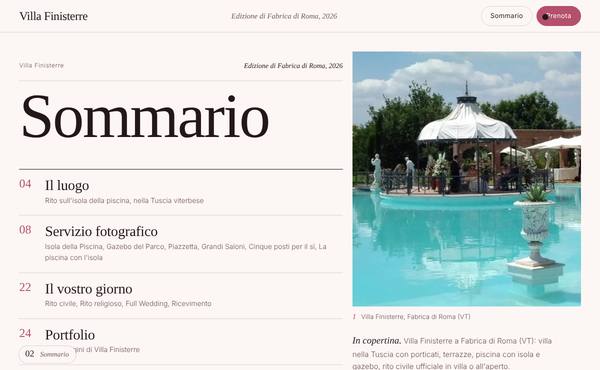 Villa Finisterre
Edizione di Fabrica di Roma, 2026
Sommario
Prenota
Villa Finisterre
Edizione di Fabrica di Roma, 2026
Sommario
04
Il luogo
Rito sull'isola della piscina, nella Tuscia viterbese
08
Servizio fotografico
Isola della Piscina, Gazebo del Parco, Piazzetta, Grandi Saloni, Cinque posti per il sì, La
piscina con l'isola
22
Il vostro giorno
Rito civile, Rito religioso, Full Wedding, Ricevimento
24
Portfolio
di Villa Finisterre
02 Sommario
1 Villa Finisterre, Fabrica di Roma (VT)
In copertina. Villa Finisterre a Fabrica di Roma (VT): villa
nella Tuscia con porticati, terrazze, piscina con isola e
gazebo, rito civile ufficiale in villa o all'aperto.